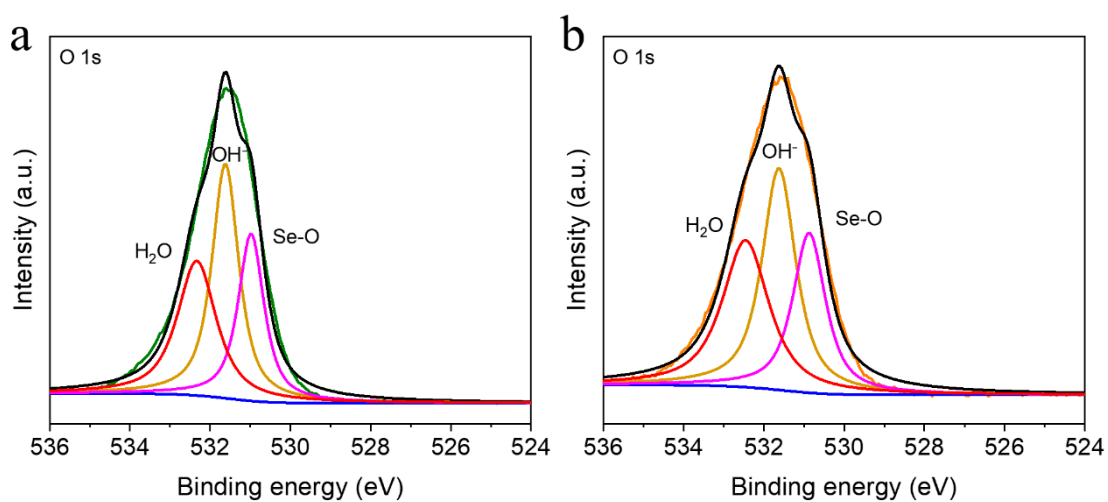 a
O 1s
OH⁻
H₂O
Se-O
Intensity (a.u.)
536 534 532 530 528 526 524
Binding energy (eV)
b
O 1s
OH⁻
H₂O
Se-O
Intensity (a.u.)
536 534 532 530 528 526 524
Binding energy (eV)